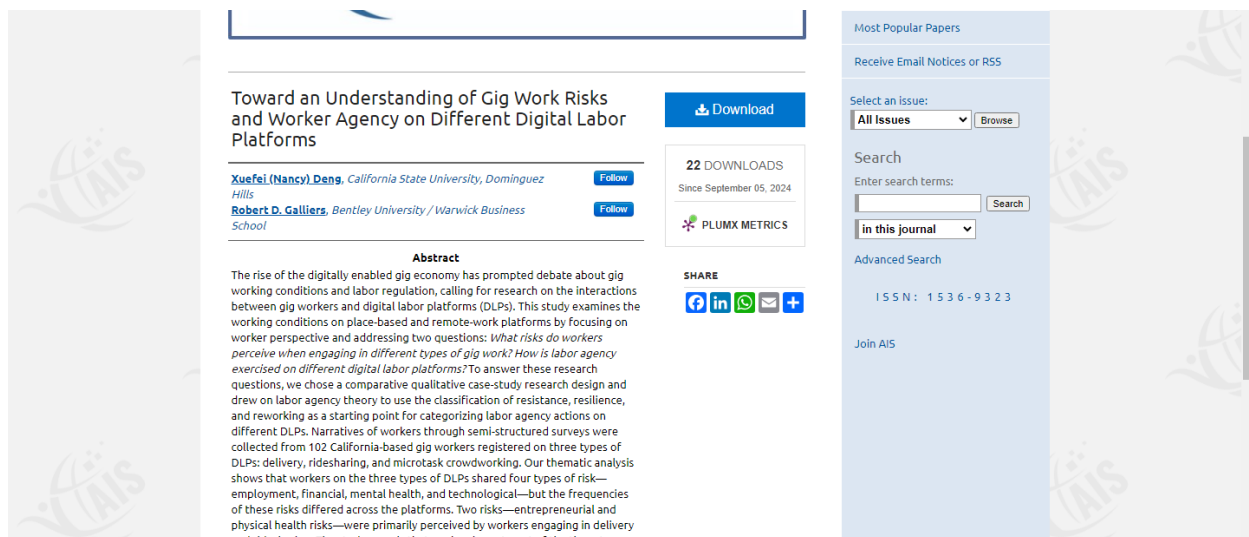 Toward an Understanding of Gig Work Risks
and Worker Agency on Different Digital Labor
Platforms
Xuefei (Nancy) Deng, California State University, Dominguez
Hills
Follow
Robert D. Galliers, Bentley University / Warwick Business
School
Follow
Abstract
The rise of the digitally enabled gig economy has prompted debate about gig
working conditions and labor regulation, calling for research on the interactions
between gig workers and digital labor platforms (DLPs). This study examines the
working conditions on place-based and remote-work platforms by focusing on
worker perspective and addressing two questions: What risks do workers
perceive when engaging in different types of gig work? How is labor agency
exercised on different digital labor platforms? To answer these research
questions, we chose a comparative qualitative case-study research design and
drew on labor agency theory to use the classification of resistance, resilience,
and reworking as a starting point for categorizing labor agency actions on
different DLPs. Narratives of workers through semi-structured surveys were
collected from 102 California-based gig workers registered on three types of
DLPs: delivery, ridesharing, and microtask crowdworking. Our thematic analysis
shows that workers on the three types of DLPs shared four types of risk—
employment, financial, mental health, and technological—but the frequencies
of these risks differed across the platforms. Two risks—entrepreneurial and
physical health risks—were primarily perceived by workers engaging in delivery
Download
22 DOWNLOADS
Since September 05, 2024
PLUMX METRICS
SHARE
Most Popular Papers
Receive Email Notices or RSS
Select an issue:
All Issues
Browse
Search
Enter search terms:
Search
in this journal
Advanced Search
ISSN: 1536-9323
Join AIS
AIS
AIS
AIS
AIS